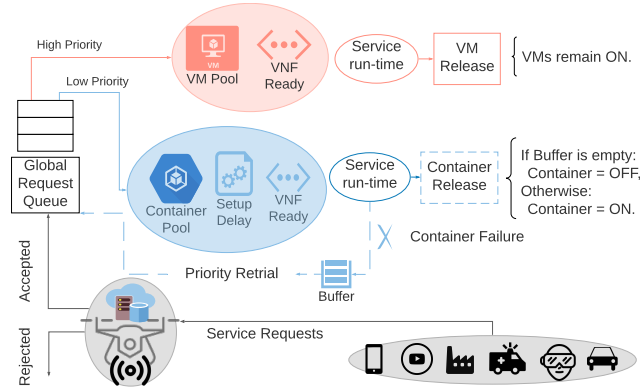 High Priority
Low Priority
VM
VM Pool
VNF
Ready
Service
run-time
VM
Release
VMs remain ON.
Global
Request
Queue
Container
Pool
Setup
Delay
VNF
Ready
Service
run-time
Container
Release
If Buffer is empty:
Container = OFF,
Otherwise:
Container = ON.
Container Failure
Priority Retrial
Buffer
Accepted
Rejected
Service Requests